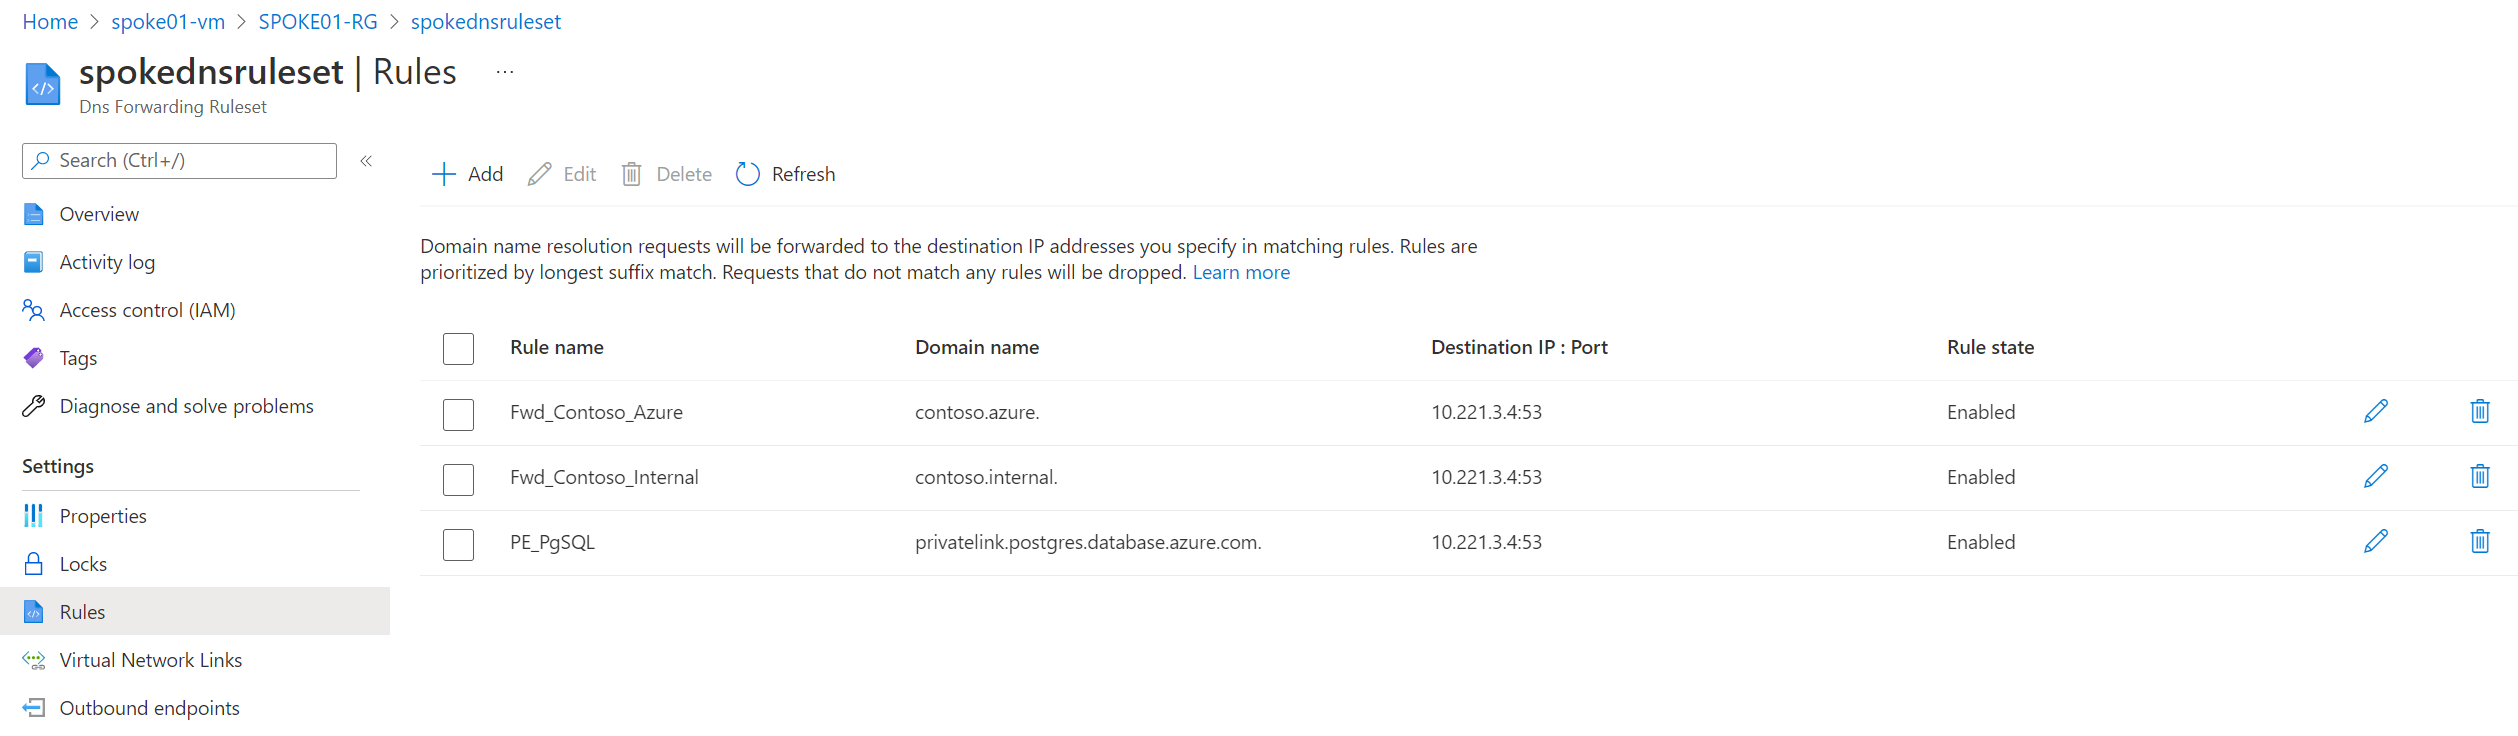 Home > spoke01-vm > SPOKE01-RG > spokednsruleset
spokednsruleset | Rules ...
Dns Forwarding Ruleset
Search (Ctrl+/) «
Overview
Activity log
Access control (IAM)
Tags
Diagnose and solve problems
Settings
Properties
Locks
Rules
Virtual Network Links
Outbound endpoints
Add Edit Delete Refresh
Domain name resolution requests will be forwarded to the destination IP addresses you specify in matching rules. Rules are
prioritized by longest suffix match. Requests that do not match any rules will be dropped. Learn more
Rule name Domain name Destination IP : Port Rule state
Fwd_Contoso_Azure contoso.azure. 10.221.3.4:53 Enabled
Fwd_Contoso_Internal contoso.internal. 10.221.3.4:53 Enabled
PE_PgSQL privatelink.postgres.database.azure.com. 10.221.3.4:53 Enabled